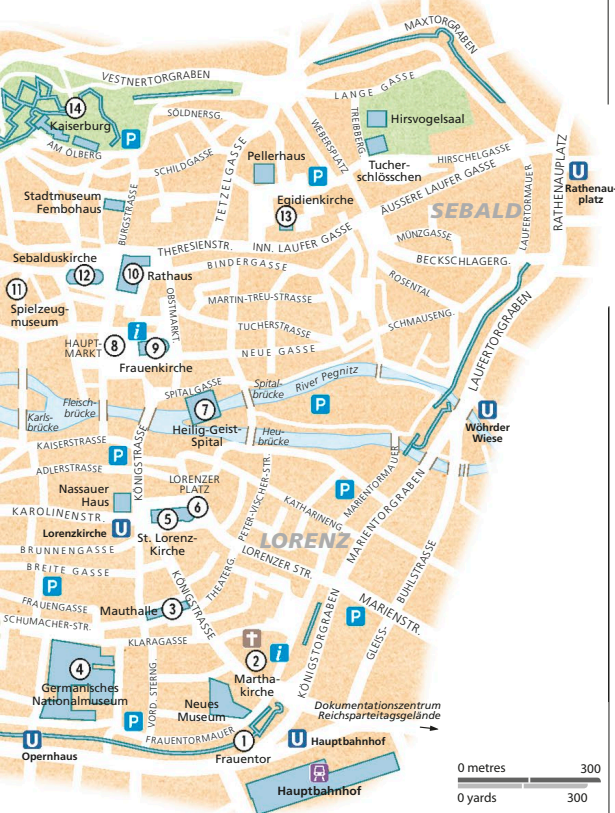 MAXTORGRABEN
VESTNERTORGRABEN
LANGE GASSE
14
Kaiserburg
SÖLDNERSG.
P
TREIBBERG.
Hirsvogelsaal
WEBERSPLATZ
AM ÖLBERG
SCHILDGASSE
TETZELGASSE
Pellerhaus
P
Tucher-
schlösschen
HIRSCHELGASSE
RATHENAUPLATZ
U
Rathenau-
platz
Stadtmuseum
Fembohaus
BURGSTRASSE
Egidienkirche
13
ÄUSSERE LAUFER GASSE
SEBALD
LAUFERTORMAUER
THERESIENSTR.
INN. LAUFER GASSE
MÜNZGASSE
Sebalduskirche
12
10
Rathaus
BINDERGASSE
BECKSCHLAGERG.
11
Spielzeug-
museum
OBSTMARKT.
MARTIN-TREU-STRASSE
ROSENTAL
SCHMAUSENG.
TUCHERSTRASSE
LAUFERTORGRABEN
i
HAUPT-
MARKT
8
9
Frauenkirche
NEUE GASSE
SPITALGASSE
Spital-
brücke
River Pegnitz
Fleisch-
brücke
Karls-
brücke
7
Heilig-Geist-
Spital
P
Heu-
brücke
U
Wöhrder
Wiese
KAISERSTRASSE
P
KÖNIGSTRASSE
ADLERSTRASSE
Nassauer
Haus
LORENZER
PLATZ
PETER-VISCHER-STR.
P
MARIENTORMAUER
MARIENTORGRABEN
KATHARINENG
KAROLINENSTR.
5
6
St. Lorenz-
Kirche
Lorenzkirche
U
LORENZ
BRUNNENGASSE
BREITE GASSE
LORENZER STR.
THEATERG.
KÖNIGSTRASSE
P
FRAUENGASSE
Mauthalle
3
P
MARIENSTR.
GLEISS-
BUHLSTRASSE
SCHUMACHER-STR.
KLARAGASSE
KÖNIGSTORGRABEN
4
Germanisches
Nationalmuseum
2
i
Martha-
kirche
VORD. STERNG.
Neues
Museum
P
Dokumentationszentrum
Reichsparteitagsgelände
FRAUENTORMAUER
1
Frauentor
U
Opernhaus
U
Hauptbahnhof
Hauptbahnhof
0 metres
300
0 yards
300